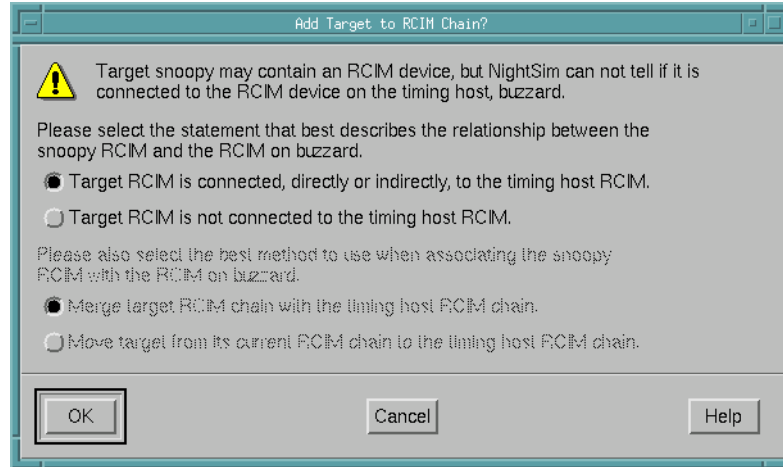 Add Target to RCIM Chain?
Target snoopy may contain an RCIM device, but NightSim can not tell if it is
connected to the RCIM device on the timing host, buzzard.
Please select the statement that best describes the relationship between the
snoopy RCIM and the RCIM on buzzard.
Target RCIM is connected, directly or indirectly, to the timing host RCIM.
Target RCIM is not connected to the timing host RCIM.
Please also select the best method to use when associating the snoopy
RCIM with the RCIM on buzzard.
Merge target RCIM chain with the timing host RCIM chain.
Move target from its current RCIM chain to the timing host RCIM chain.
OK
Cancel
Help